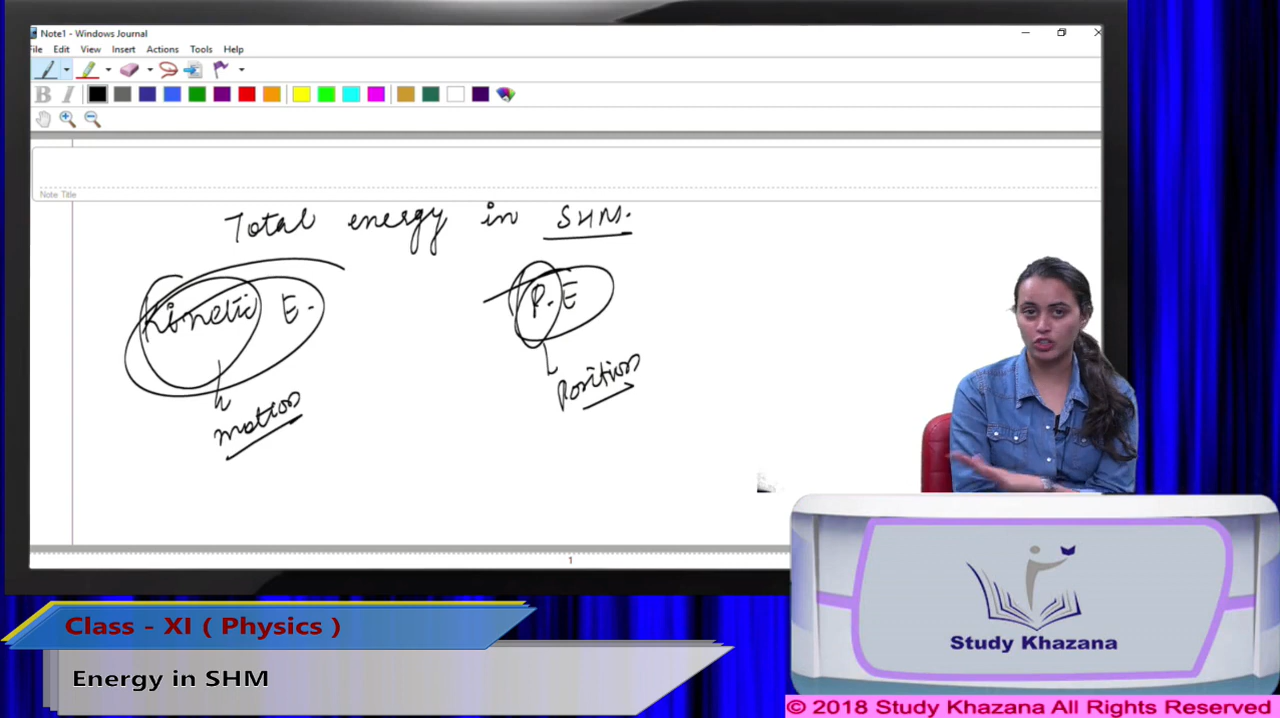 Note1 - Windows Journal
File Edit View Insert Actions Tools Help
B I
Note Title
Total energy in SHM.
Kinetic E.
P.E
motion
Position
1
Study Khazana
Class - XI ( Physics )
Energy in SHM
© 2018 Study Khazana All Rights Reserved